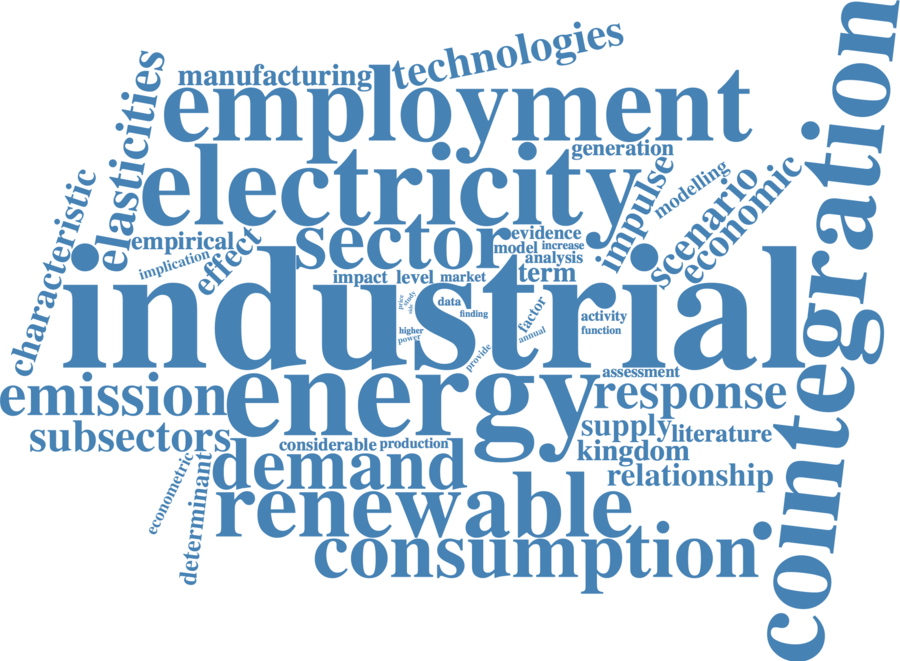 technologies
manufacturing
employment
elasticities
generation
electricity
impulse
modelling
scenario
economic
cointegration
characteristic
empirical
implication
effect
sector
evidence
model
increase
analysis
term
impact
level
market
industrial
price
study
side
data
finding
higher
power
factor
annual
provide
activity
function
assessment
emission
energy
response
subsectors
supply
literature
considerable
production
kingdom
demand
relationship
econometric
determinant
renewable
consumption